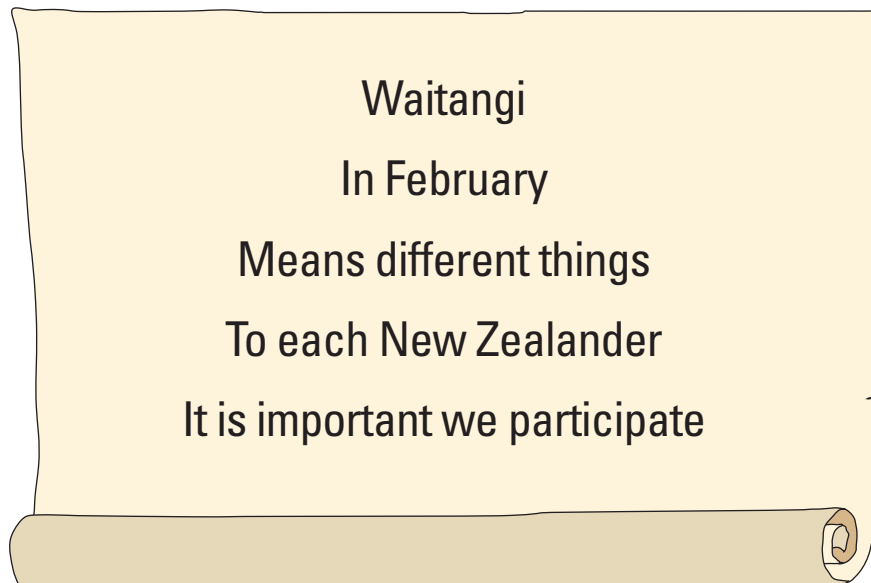 Waitangi
In February
Means different things
To each New Zealander
It is important we participate